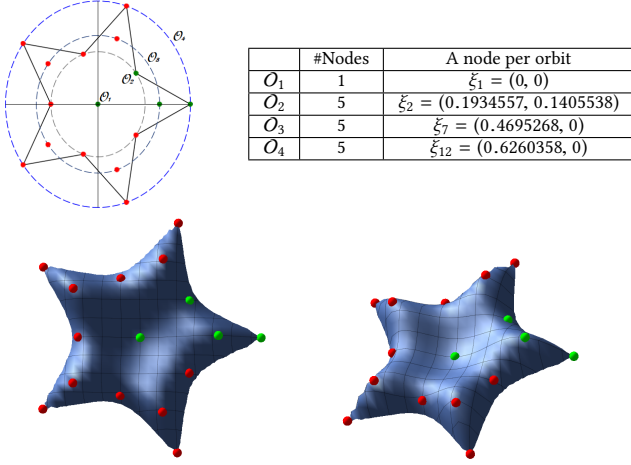 𝒪₄
𝒪₃
𝒪₂
𝒪₁
#Nodes A node per orbit
O₁ 1 ξ₁ = (0, 0)
O₂ 5 ξ₂ = (0.1934557, 0.1405538)
O₃ 5 ξ₇ = (0.4695268, 0)
O₄ 5 ξ₁₂ = (0.6260358, 0)